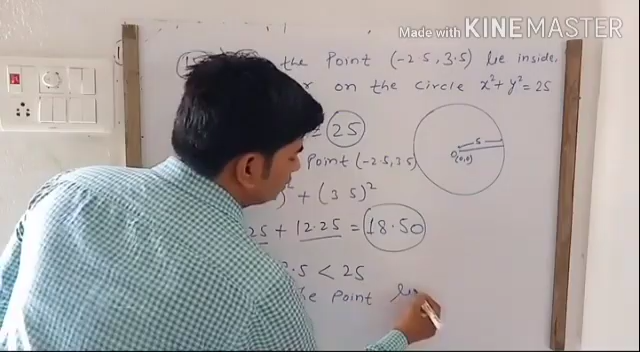 Made with KINEMASTER
the Point (-2.5, 3.5) lie inside,
on the Circle x²+y²=25
25
5
O(0,0)
Point (-2.5, 3.5)
² + (3.5)²
25 + 12.25 = 18.50
.5 < 25
Point